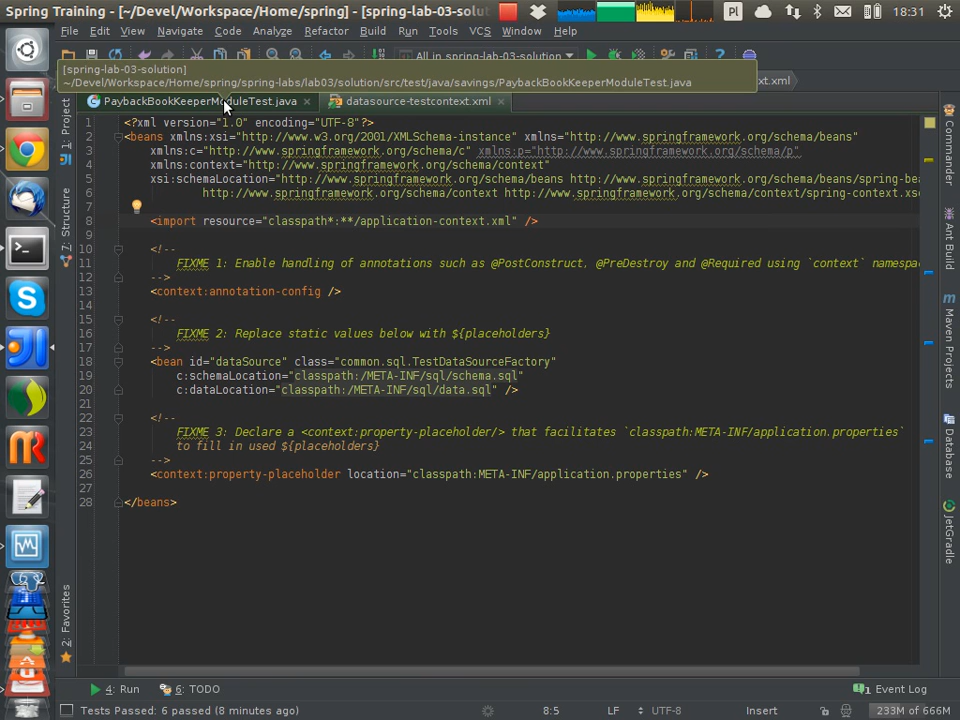 Spring Training - [~/Devel/Workspace/Home/spring] - [spring-lab-03-solut
Pl
18:31
File Edit View Navigate Code Analyze Refactor Build Run Tools VCS Window Help
All in spring-lab-03-solution
[spring-lab-03-solution]
~/Devel/Workspace/Home/spring/spring-labs/lab03/solution/src/test/java/savings/PaybackBookKeeperModuleTest.java
xt.xml
PaybackBookKeeperModuleTest.java
datasource-testcontext.xml
1 <?xml version="1.0" encoding="UTF-8"?>
2 <beans xmlns:xsi="http://www.w3.org/2001/XMLSchema-instance" xmlns="http://www.springframework.org/schema/beans"
3 xmlns:c="http://www.springframework.org/schema/c" xmlns:p="http://www.springframework.org/schema/p"
4 xmlns:context="http://www.springframework.org/schema/context"
5 xsi:schemaLocation="http://www.springframework.org/schema/beans http://www.springframework.org/schema/beans/spring-bea
6 http://www.springframework.org/schema/context http://www.springframework.org/schema/context/spring-context.xs
7
8 <import resource="classpath*:**/application-context.xml" />
9
10 <!--
11 FIXME 1: Enable handling of annotations such as @PostConstruct, @PreDestroy and @Required using `context` namespa
12 -->
13 <context:annotation-config />
14
15 <!--
16 FIXME 2: Replace static values below with ${placeholders}
17 -->
18 <bean id="dataSource" class="common.sql.TestDataSourceFactory"
19 c:schemaLocation="classpath:/META-INF/sql/schema.sql"
20 c:dataLocation="classpath:/META-INF/sql/data.sql" />
21
22 <!--
23 FIXME 3: Declare a <context:property-placeholder/> that facilitates `classpath:META-INF/application.properties`
24 to fill in used ${placeholders}
25 -->
26 <context:property-placeholder location="classpath:META-INF/application.properties" />
27
28 </beans>
1: Project
7: Structure
2: Favorites
Commander
Ant Build
Maven Projects
Database
JetGradle
4: Run
6: TODO
1 Event Log
Tests Passed: 6 passed (8 minutes ago)
8:5
LF
UTF-8
Insert
233M of 666M